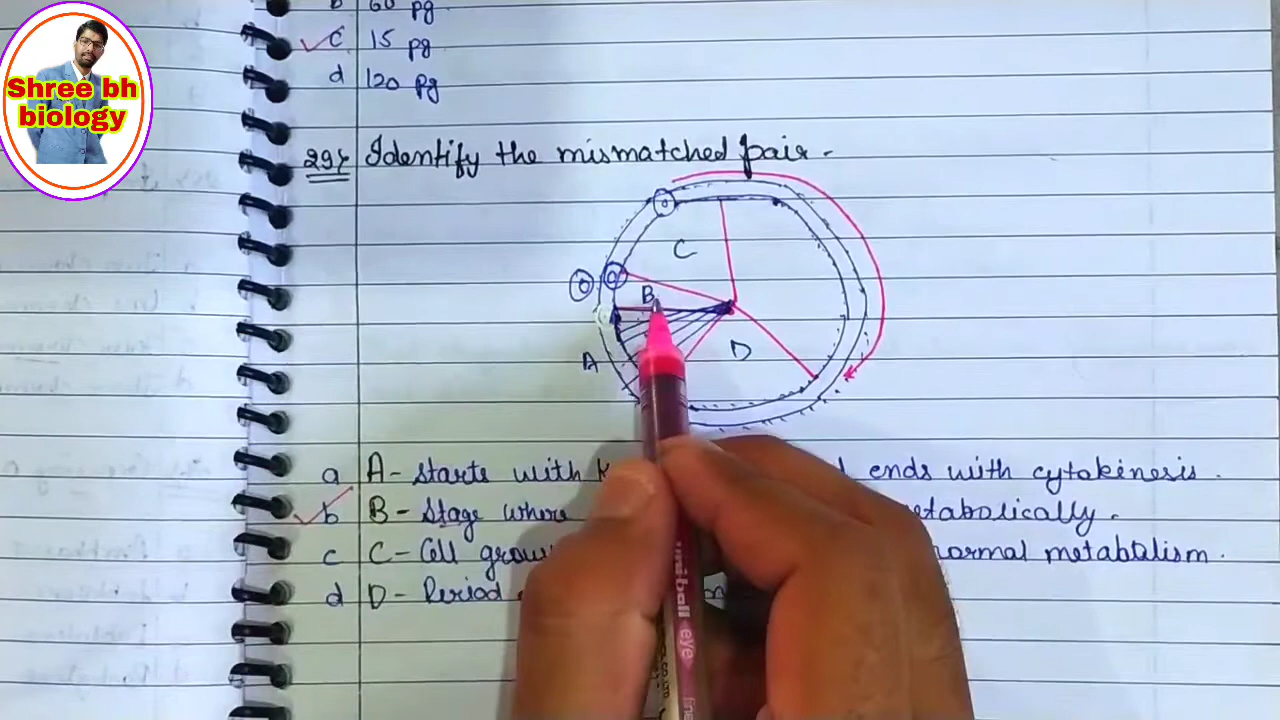 Shree bh
biology
b 60 pg
c 15 pg
d 120 pg
29} Identify the mismatched pair.
C
B
A
D
a A- starts with ends with cytokinesis.
b B- Stage where metabolically.
c C- Cell normal metabolism.
d D- Period
eye